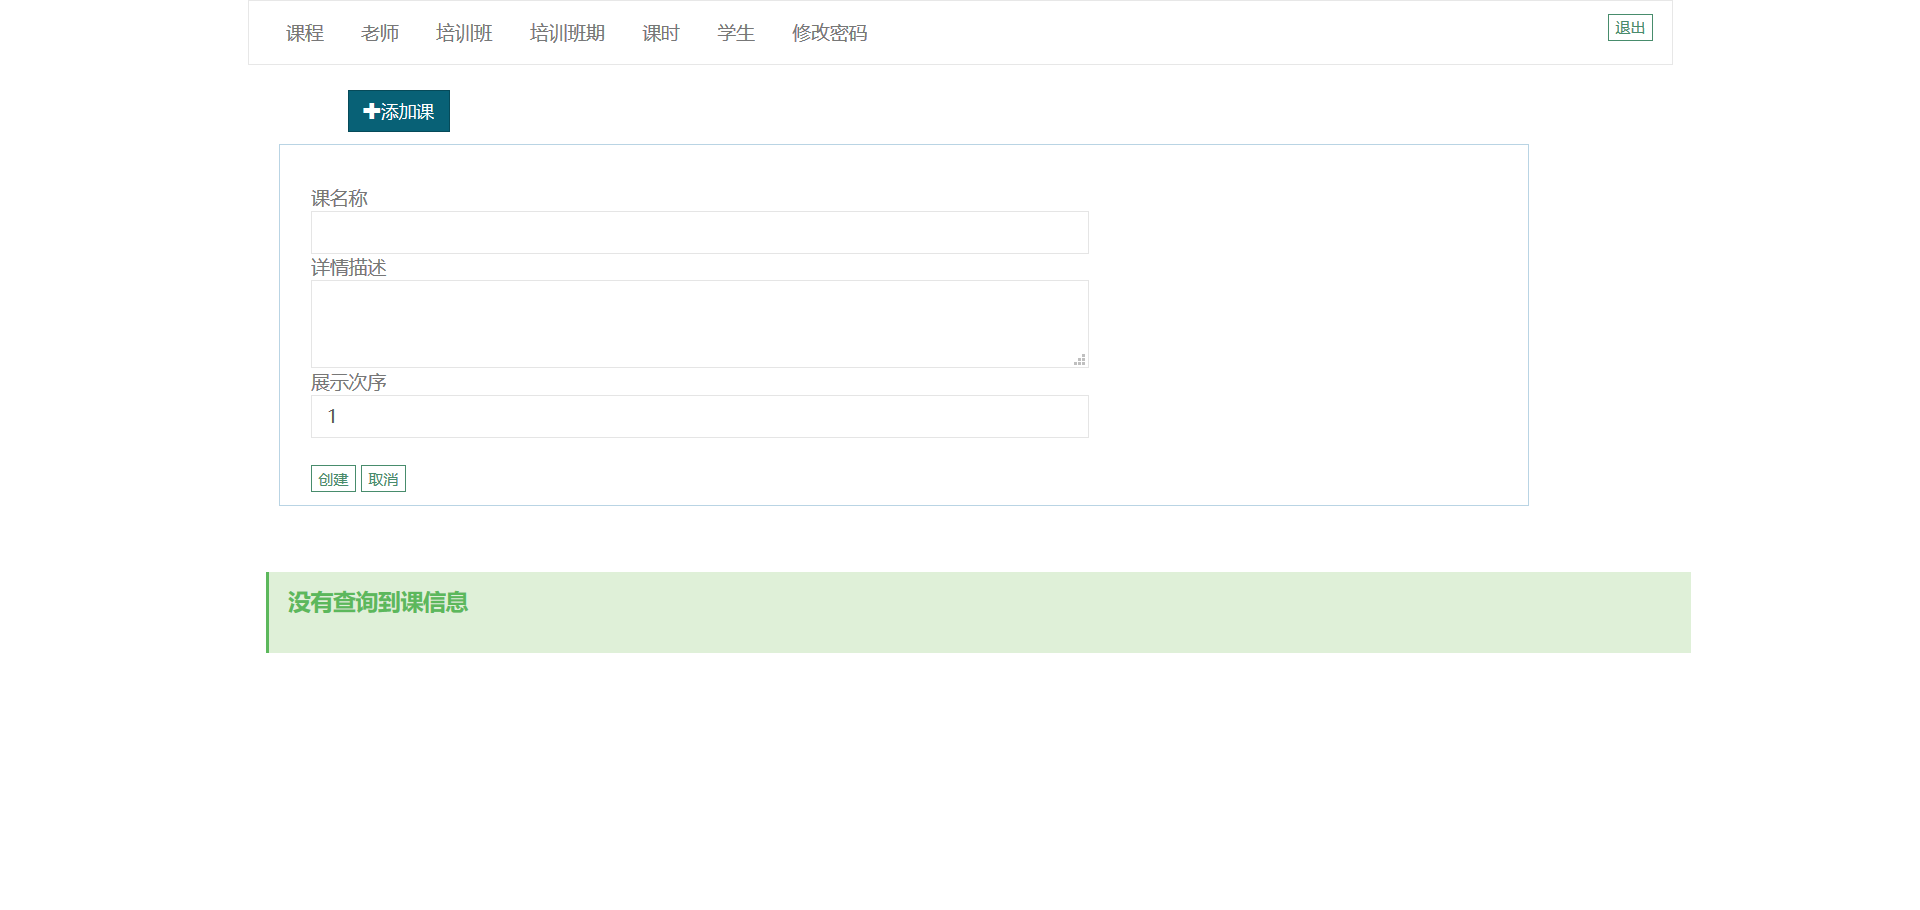 课程 老师 培训班 培训班期 课时 学生 修改密码 退出
添加课
课名称
详情描述
展示次序
1
创建 取消
没有查询到课信息